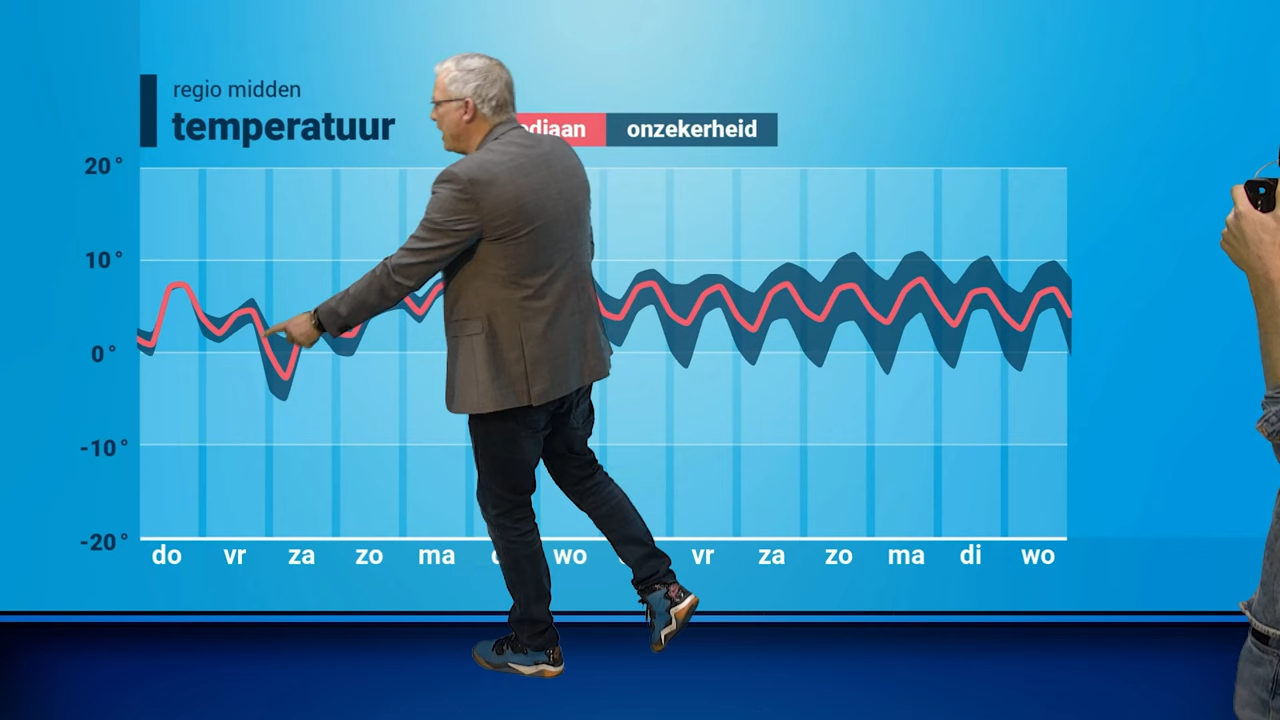 regio midden
temperatuur
onzekerheid
20°
10°
0°
-10°
-20°
do vr za zo ma wo vr za zo ma di wo